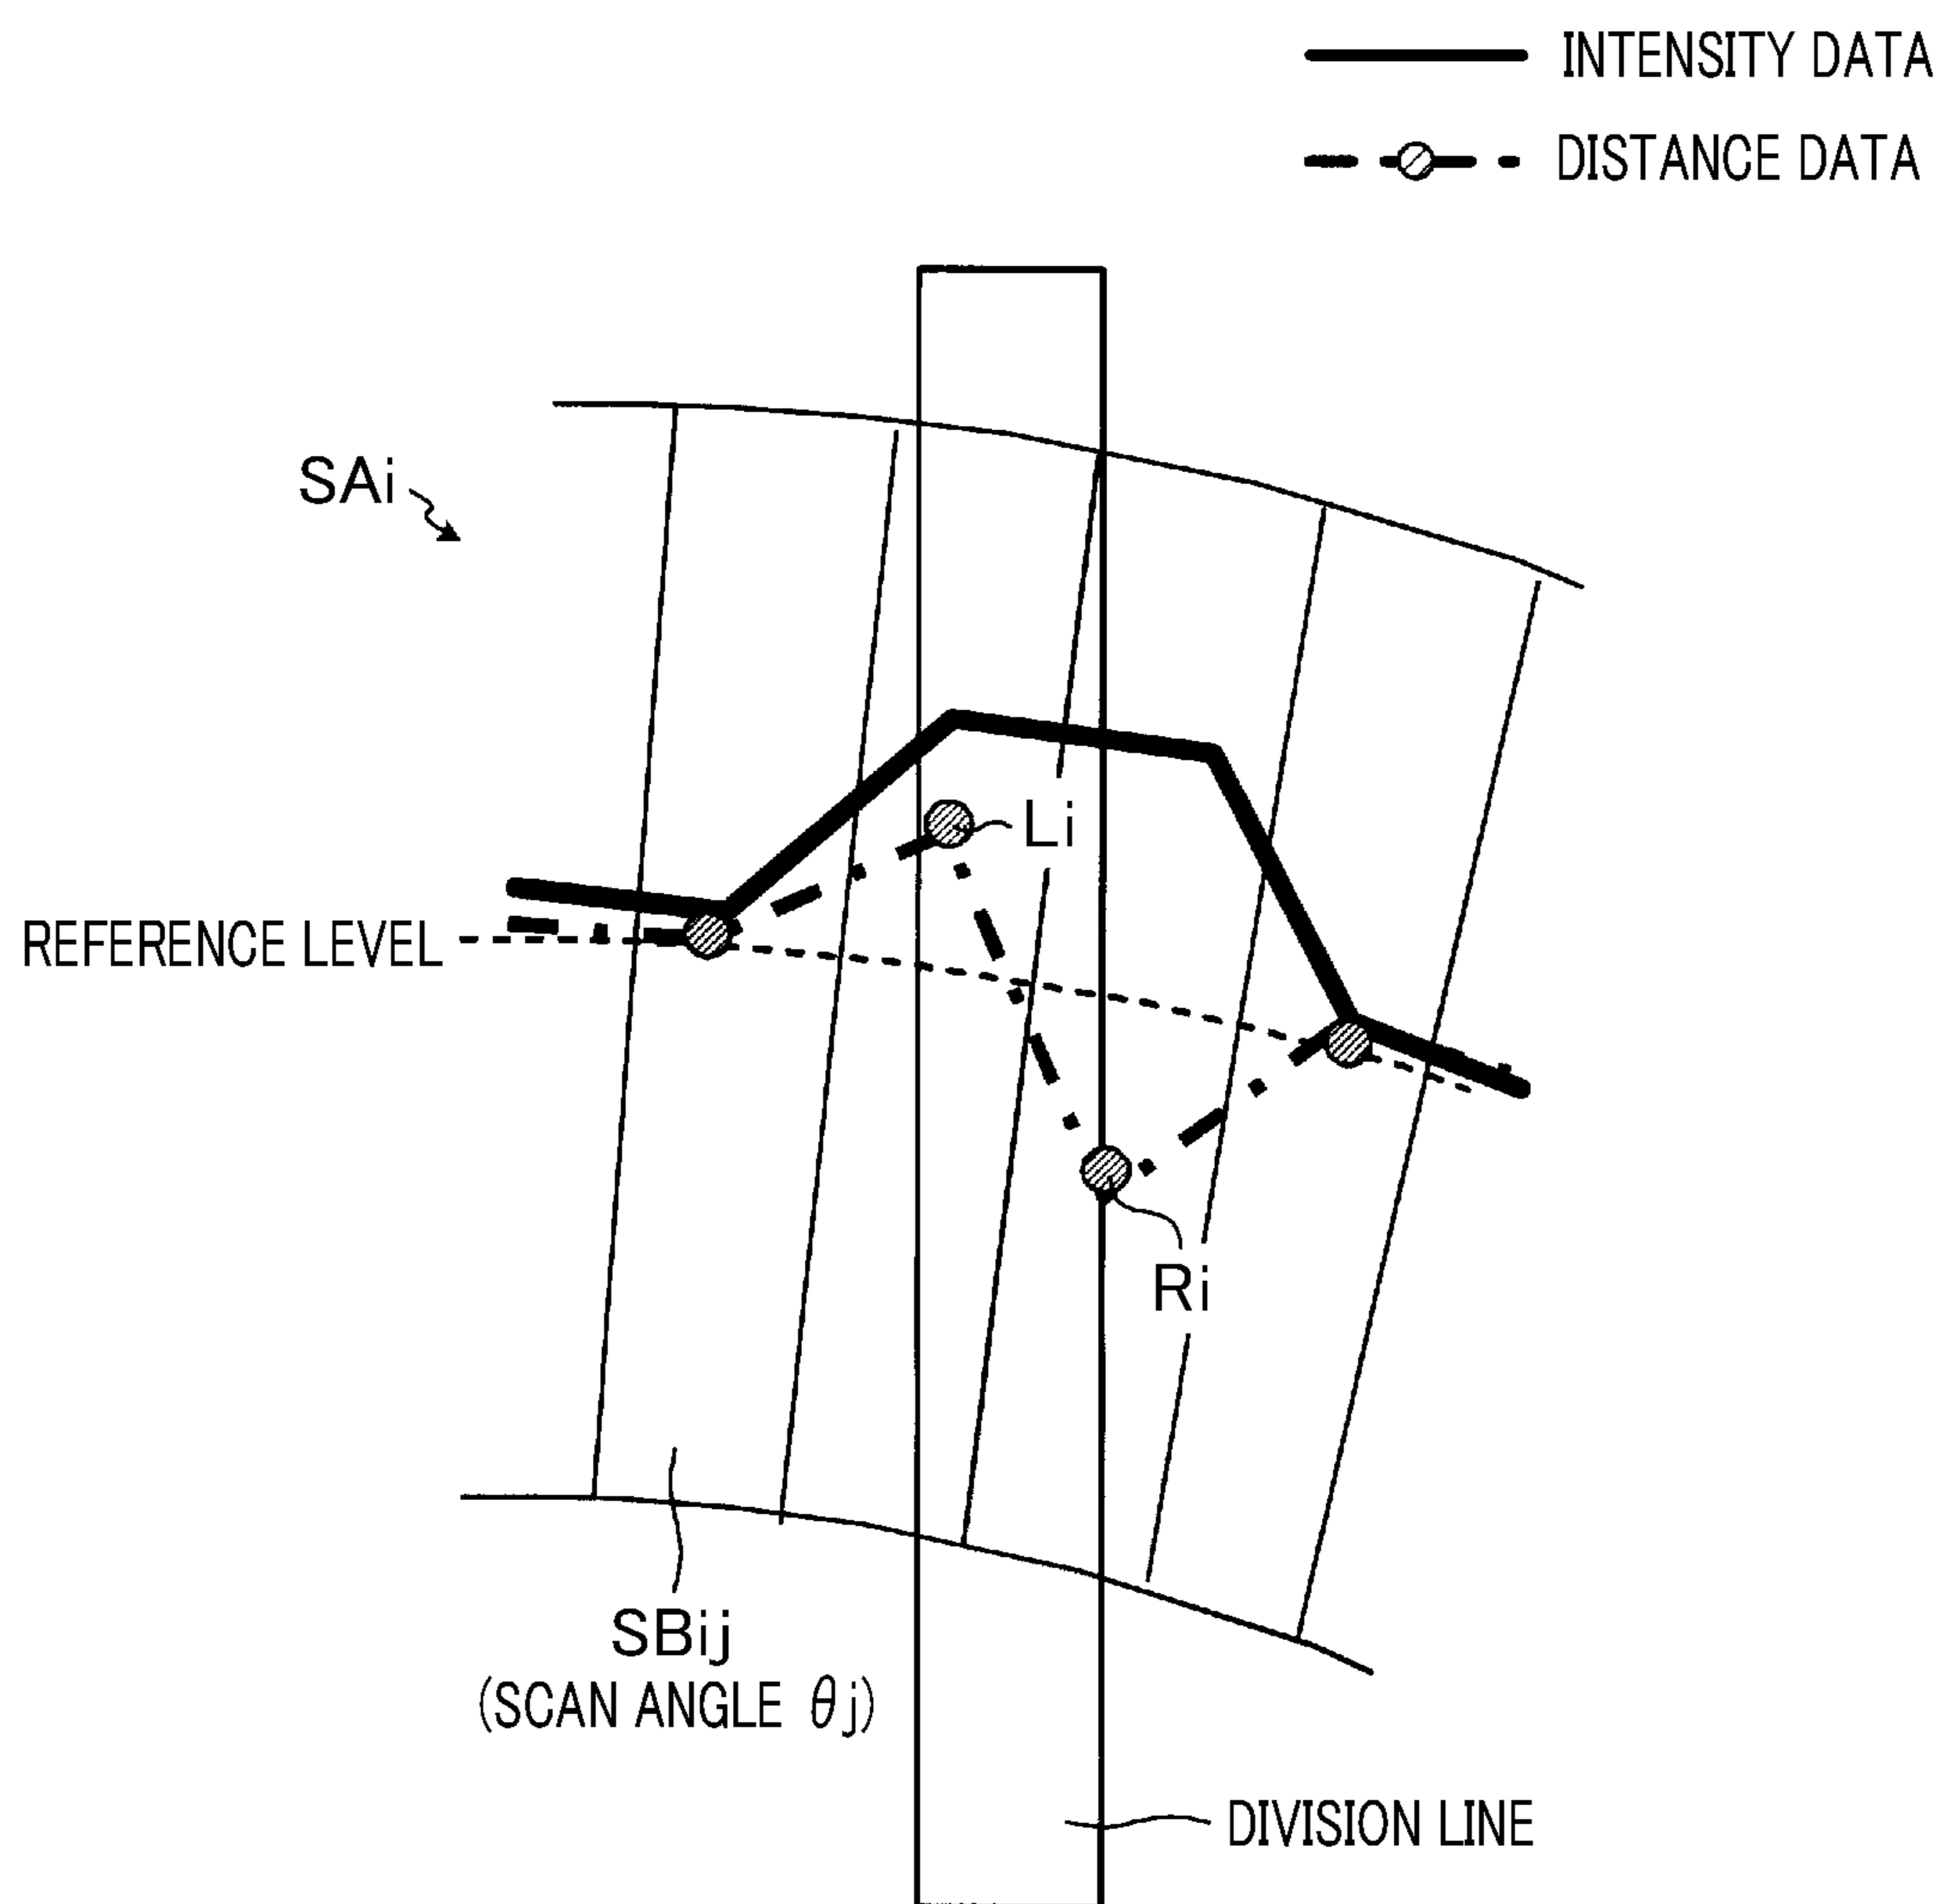 INTENSITY DATA
DISTANCE DATA
SAi
Li
REFERENCE LEVEL
Ri
SBij
(SCAN ANGLE θj)
DIVISION LINE